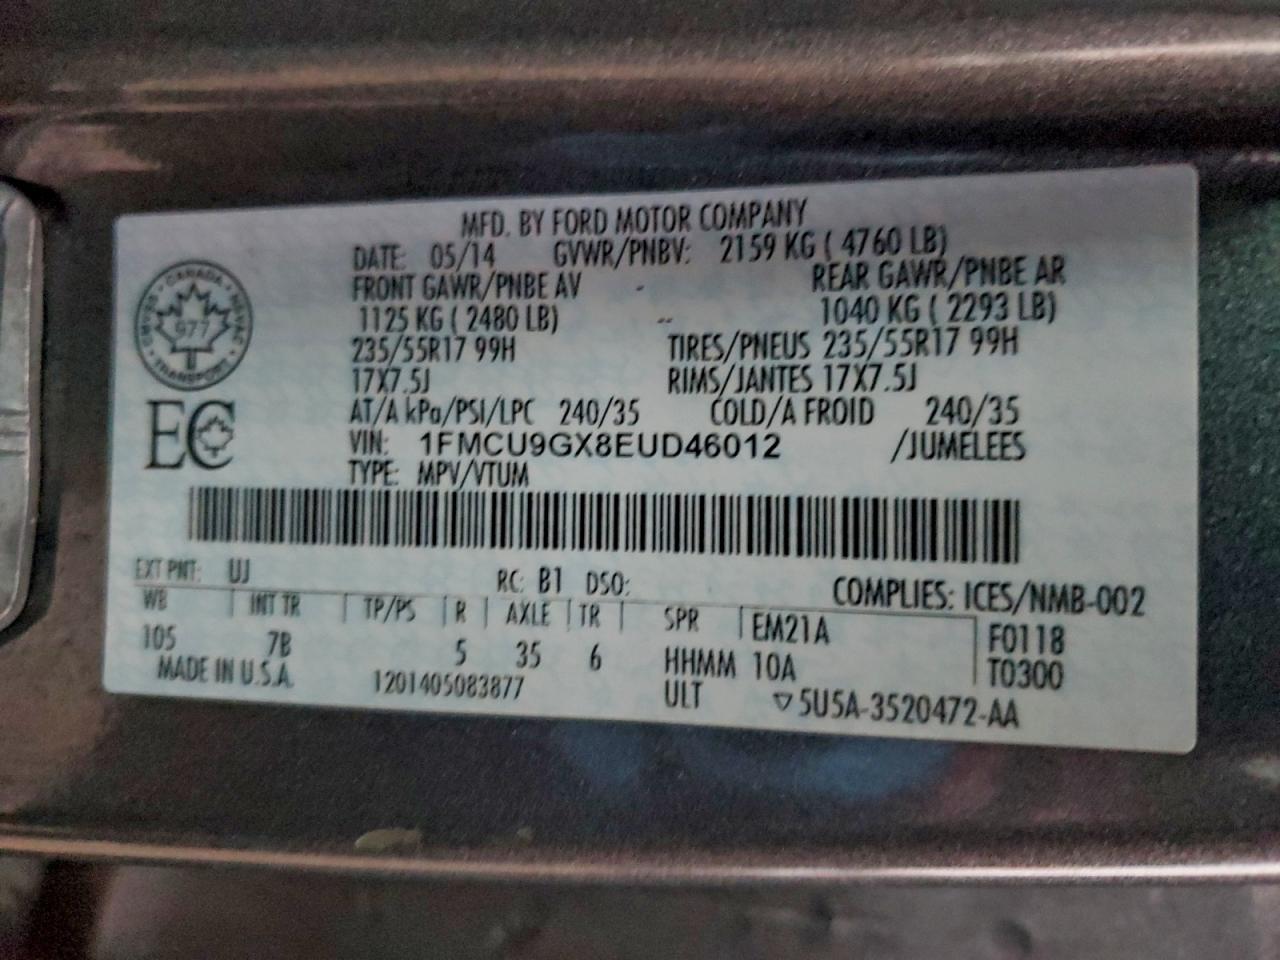 MFD. BY FORD MOTOR COMPANY
DATE: 05/14 GVWR/PNBV: 2159 KG ( 4760 LB)
FRONT GAWR/PNBE AV REAR GAWR/PNBE AR
1125 KG ( 2480 LB) 1040 KG ( 2293 LB)
235/55R17 99H TIRES/PNEUS 235/55R17 99H
17X7.5J RIMS/JANTES 17X7.5J
AT/A kPa/PSI/LPC 240/35 COLD/A FROID 240/35
VIN: 1FMCU9GX8EUD46012 /JUMELEES
TYPE: MPV/VTUM
CANADA
977
TRANSPORT
EC
EXT PNT: UJ RC: B1 DSO: COMPLIES: ICES/NMB-002
WB INT TR TP/PS R AXLE TR SPR EM21A F0118
105 7B 5 35 6 HHMM 10A T0300
MADE IN U.S.A. 1201405083877 ULT ▽5U5A-3520472-AA